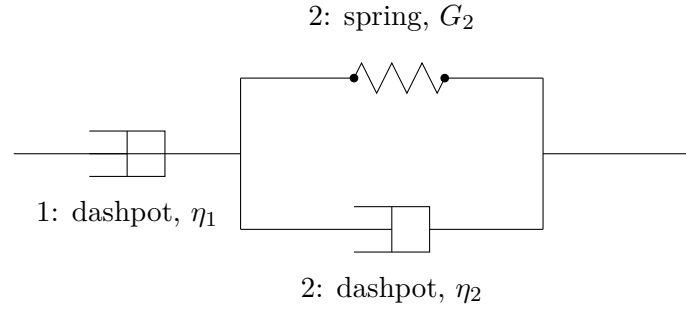 2: spring, G₂
1: dashpot, η₁
2: dashpot, η₂